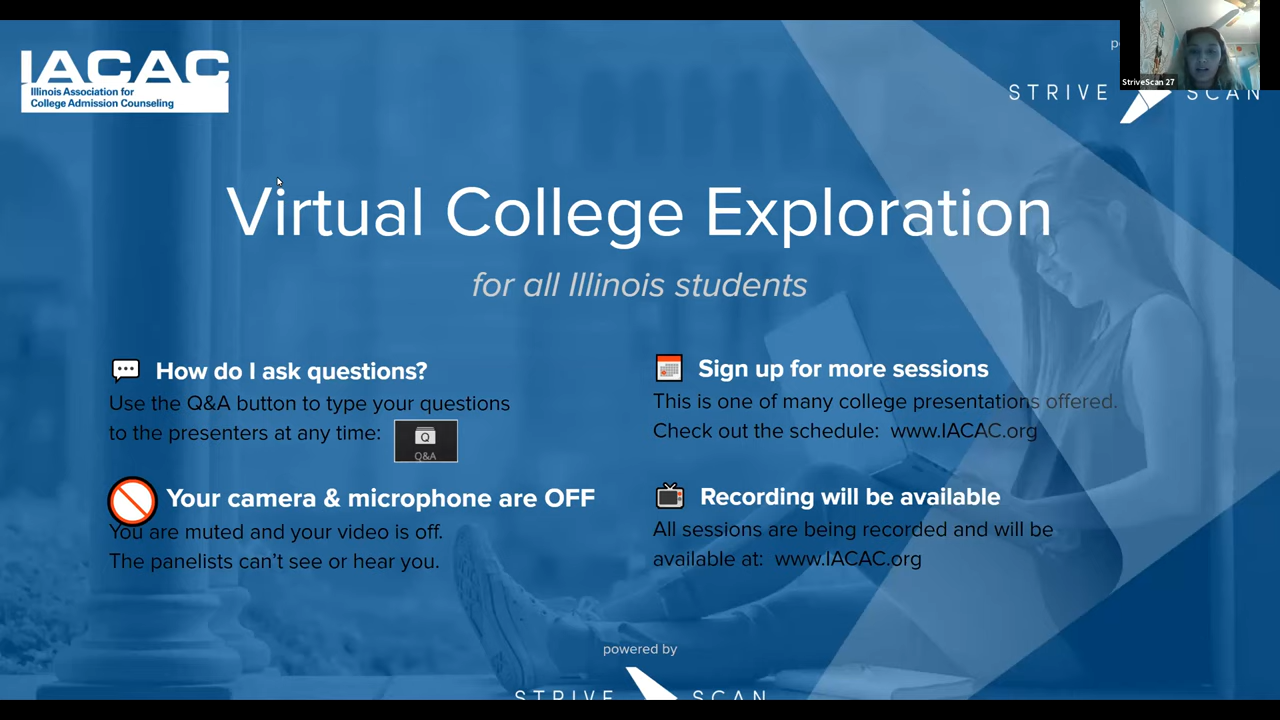 IACAC
Illinois Association for
College Admission Counseling
StriveScan 27
STRIVE SCAN
Virtual College Exploration
for all Illinois students
How do I ask questions?
Use the Q&A button to type your questions
to the presenters at any time:
Q
Q&A
Your camera & microphone are OFF
You are muted and your video is off.
The panelists can’t see or hear you.
Sign up for more sessions
This is one of many college presentations offered.
Check out the schedule: www.IACAC.org
Recording will be available
All sessions are being recorded and will be
available at: www.IACAC.org
powered by
STRIVE SCAN